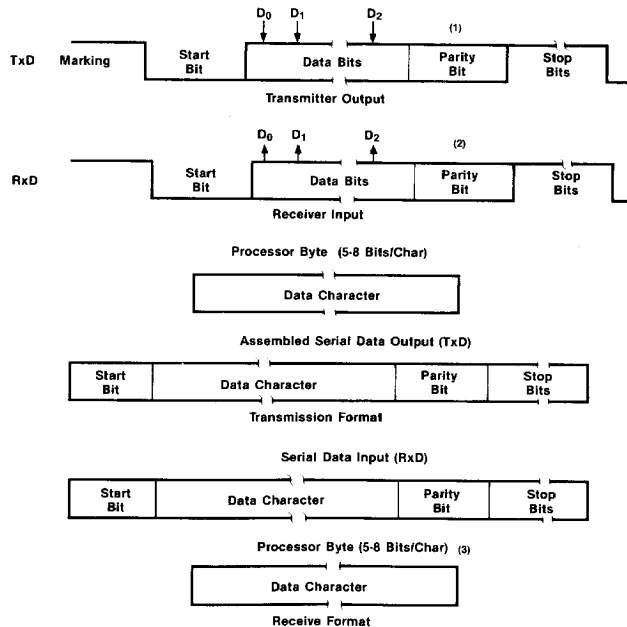 D0 D1 D2 (1)
TxD Marking Start Bit Data Bits Parity Bit Stop Bits
Transmitter Output
D0 D1 D2 (2)
RxD Start Bit Data Bits Parity Bit Stop Bits
Receiver Input
Processor Byte (5-8 Bits/Char)
Data Character
Assembled Serial Data Output (TxD)
Start Bit Data Character Parity Bit Stop Bits
Transmission Format
Serial Data Input (RxD)
Start Bit Data Character Parity Bit Stop Bits
Processor Byte (5-8 Bits/Char) (3)
Data Character
Receive Format